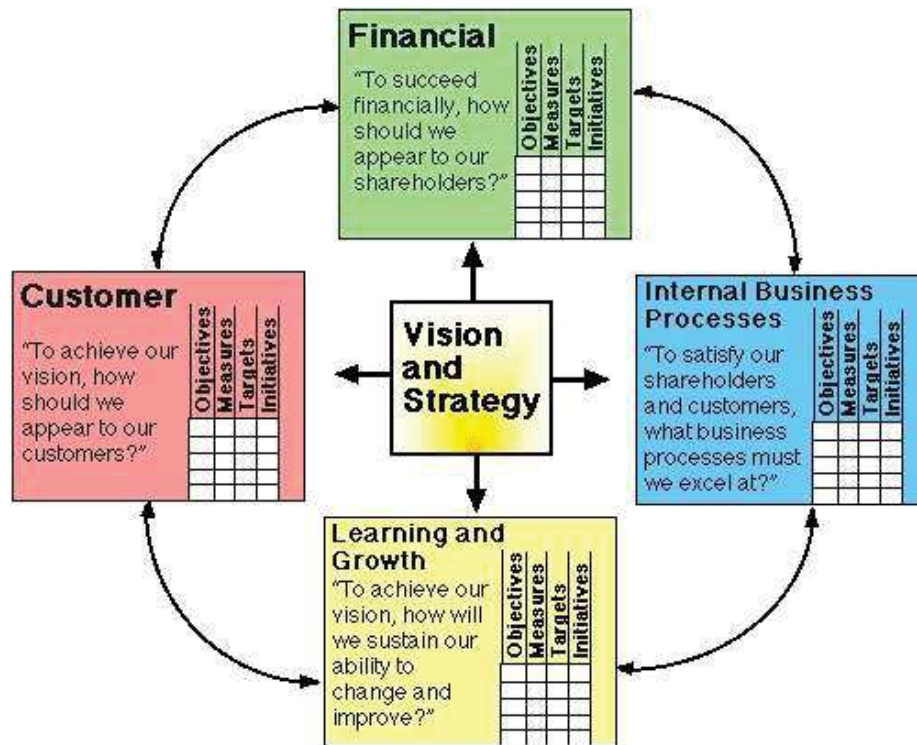 Financial
"To succeed
financially, how
should we
appear to our
shareholders?"
Objectives
Measures
Targets
Initiatives
Customer
"To achieve our
vision, how
should we
appear to our
customers?"
Objectives
Measures
Targets
Initiatives
Vision
and
Strategy
Internal Business
Processes
"To satisfy our
shareholders
and customers,
what business
processes must
we excel at?"
Objectives
Measures
Targets
Initiatives
Learning and
Growth
"To achieve our
vision, how will
we sustain our
ability to
change and
improve?"
Objectives
Measures
Targets
Initiatives